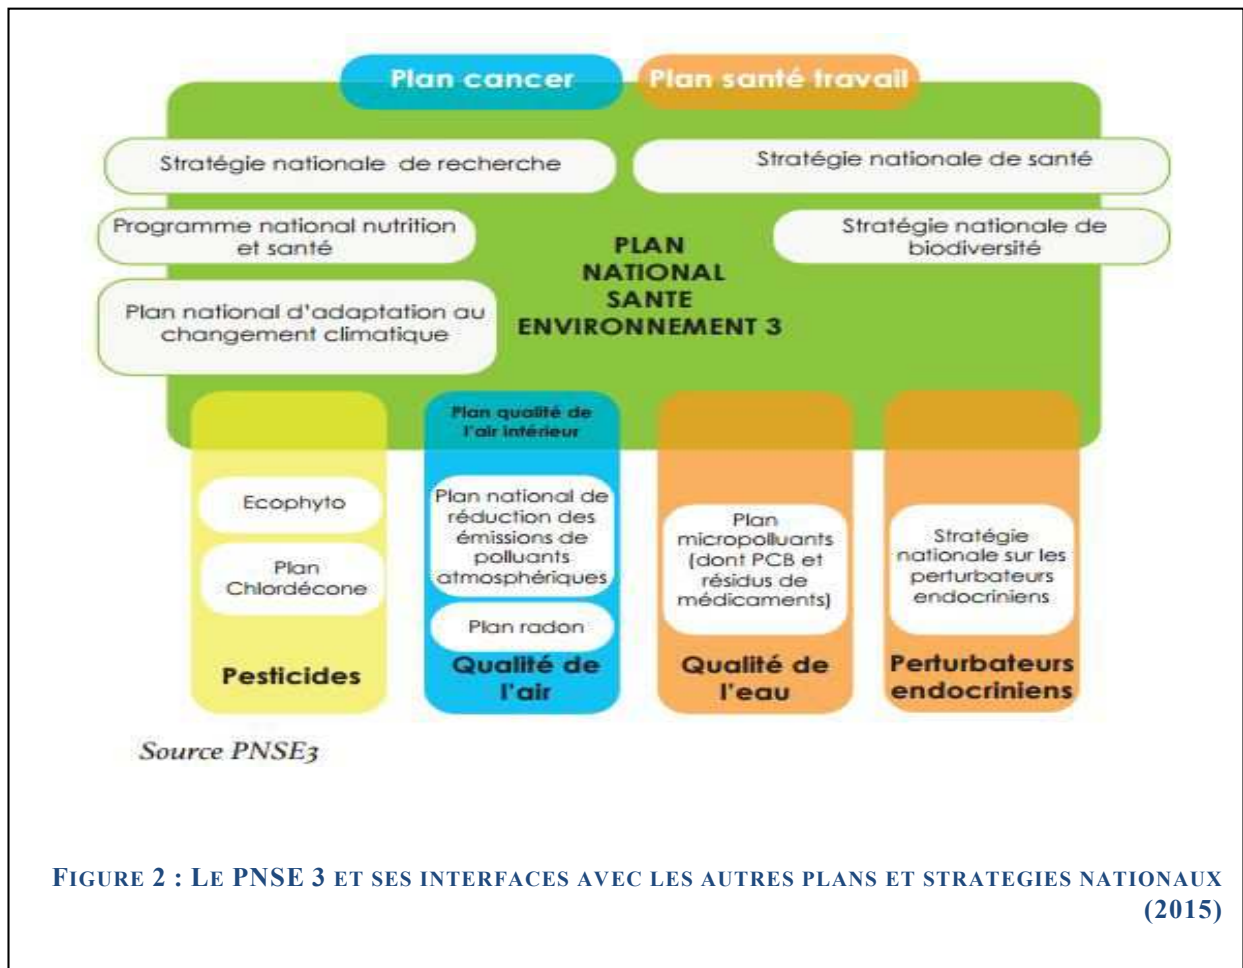 Plan cancer
Plan santé travail
Stratégie nationale de recherche
Stratégie nationale de santé
Programme national nutrition
et santé
Stratégie nationale de
biodiversité
PLAN
NATIONAL
SANTE
ENVIRONNEMENT 3
Plan national d'adaptation au
changement climatique
Ecophyto
Plan
Chlordécone
Pesticides
Plan qualité de
l'air intérieur
Plan national de
réduction des
émissions de
polluants
atmosphériques
Plan radon
Qualité de
l'air
Plan
micropolluants
(dont PCB et
résidus de
médicaments)
Qualité de
l'eau
Stratégie
nationale sur les
perturbateurs
endocriniens
Perturbateurs
endocriniens
Source PNSE3
FIGURE 2 : LE PNSE 3 ET SES INTERFACES AVEC LES AUTRES PLANS ET STRATEGIES NATIONAUX
(2015)